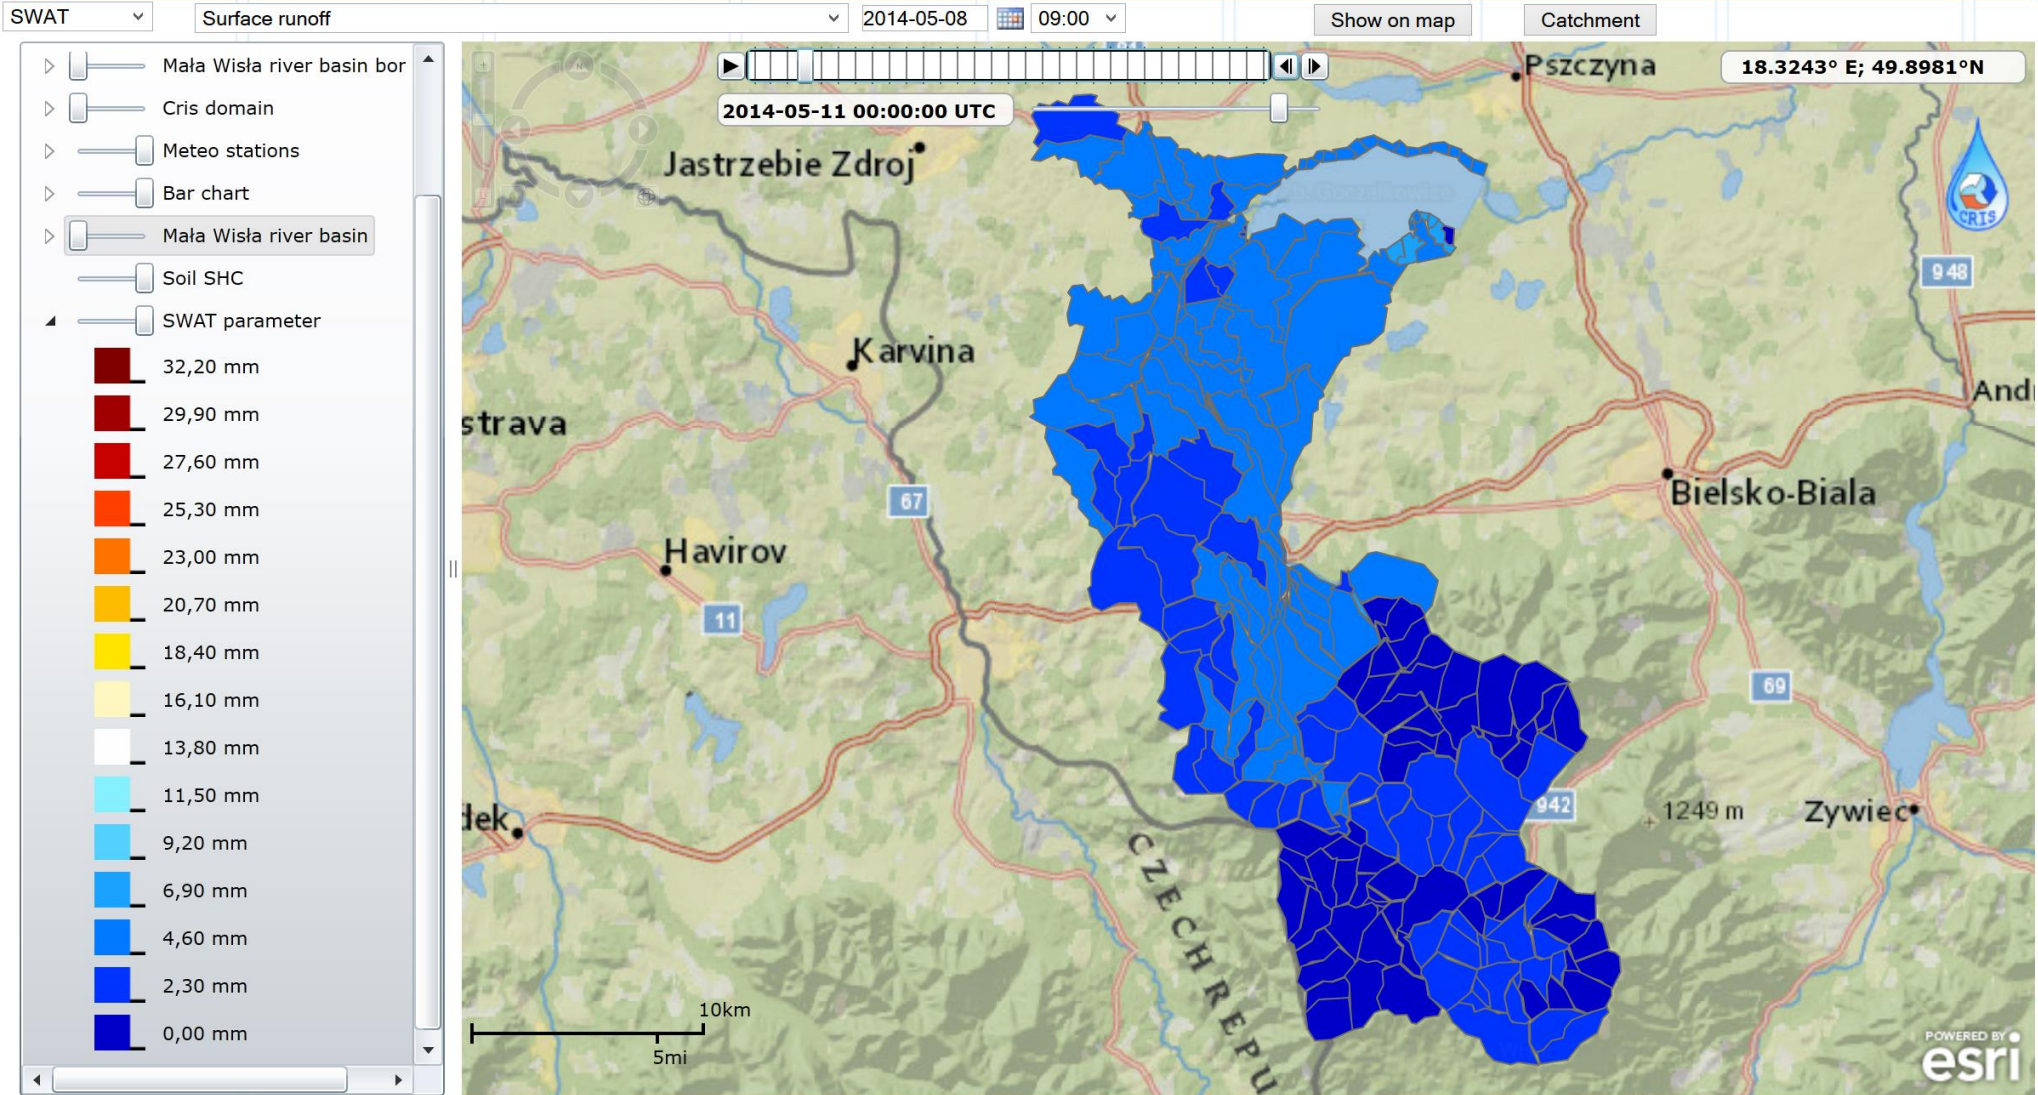 SWAT
Surface runoff
2014-05-08
09:00
Show on map
Catchment
Mała Wisła river basin bor
Cris domain
Meteo stations
Bar chart
Mała Wisła river basin
Soil SHC
SWAT parameter
32,20 mm
29,90 mm
27,60 mm
25,30 mm
23,00 mm
20,70 mm
18,40 mm
16,10 mm
13,80 mm
11,50 mm
9,20 mm
6,90 mm
4,60 mm
2,30 mm
0,00 mm
2014-05-11 00:00:00 UTC
18.3243° E; 49.8981°N
Pszczyna
Jastrzebie Zdroj
CRIS
948
Karvina
Andr
strava
67
Bielsko-Biala
Havirov
11
69
942
1249 m
Zywiec
dek
CZECH REPU
10km
5mi
POWERED BY
esri